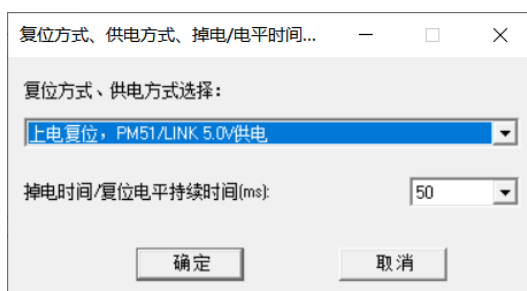 复位方式、供电方式、掉电/电平时间...
复位方式、供电方式选择：
上电复位，PM51/LINK 5.0V供电
掉电时间/复位电平持续时间(ms): 50
确定 取消